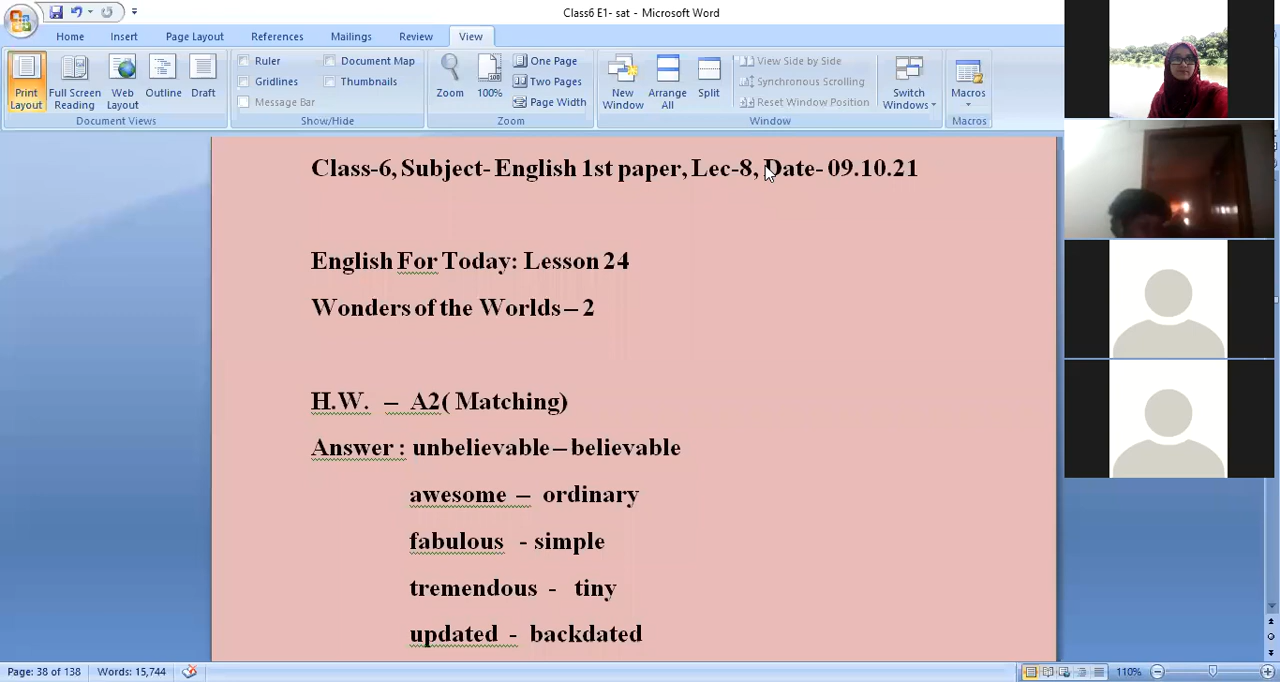 Class6 E1- sat - Microsoft Word
Home Insert Page Layout References Mailings Review View
Print Layout
Full Screen Reading
Web Layout
Outline
Draft
Document Views
Ruler
Gridlines
Message Bar
Document Map
Thumbnails
Show/Hide
Zoom
100%
One Page
Two Pages
Page Width
Zoom
New Window
Arrange All
Split
View Side by Side
Synchronous Scrolling
Reset Window Position
Switch Windows
Window
Macros
Macros
Class-6, Subject- English 1st paper, Lec-8, Date- 09.10.21
English For Today: Lesson 24
Wonders of the Worlds – 2
H.W. – A2( Matching)
Answer : unbelievable – believable
awesome – ordinary
fabulous - simple
tremendous - tiny
updated - backdated
Page: 38 of 138 Words: 15,744 110%